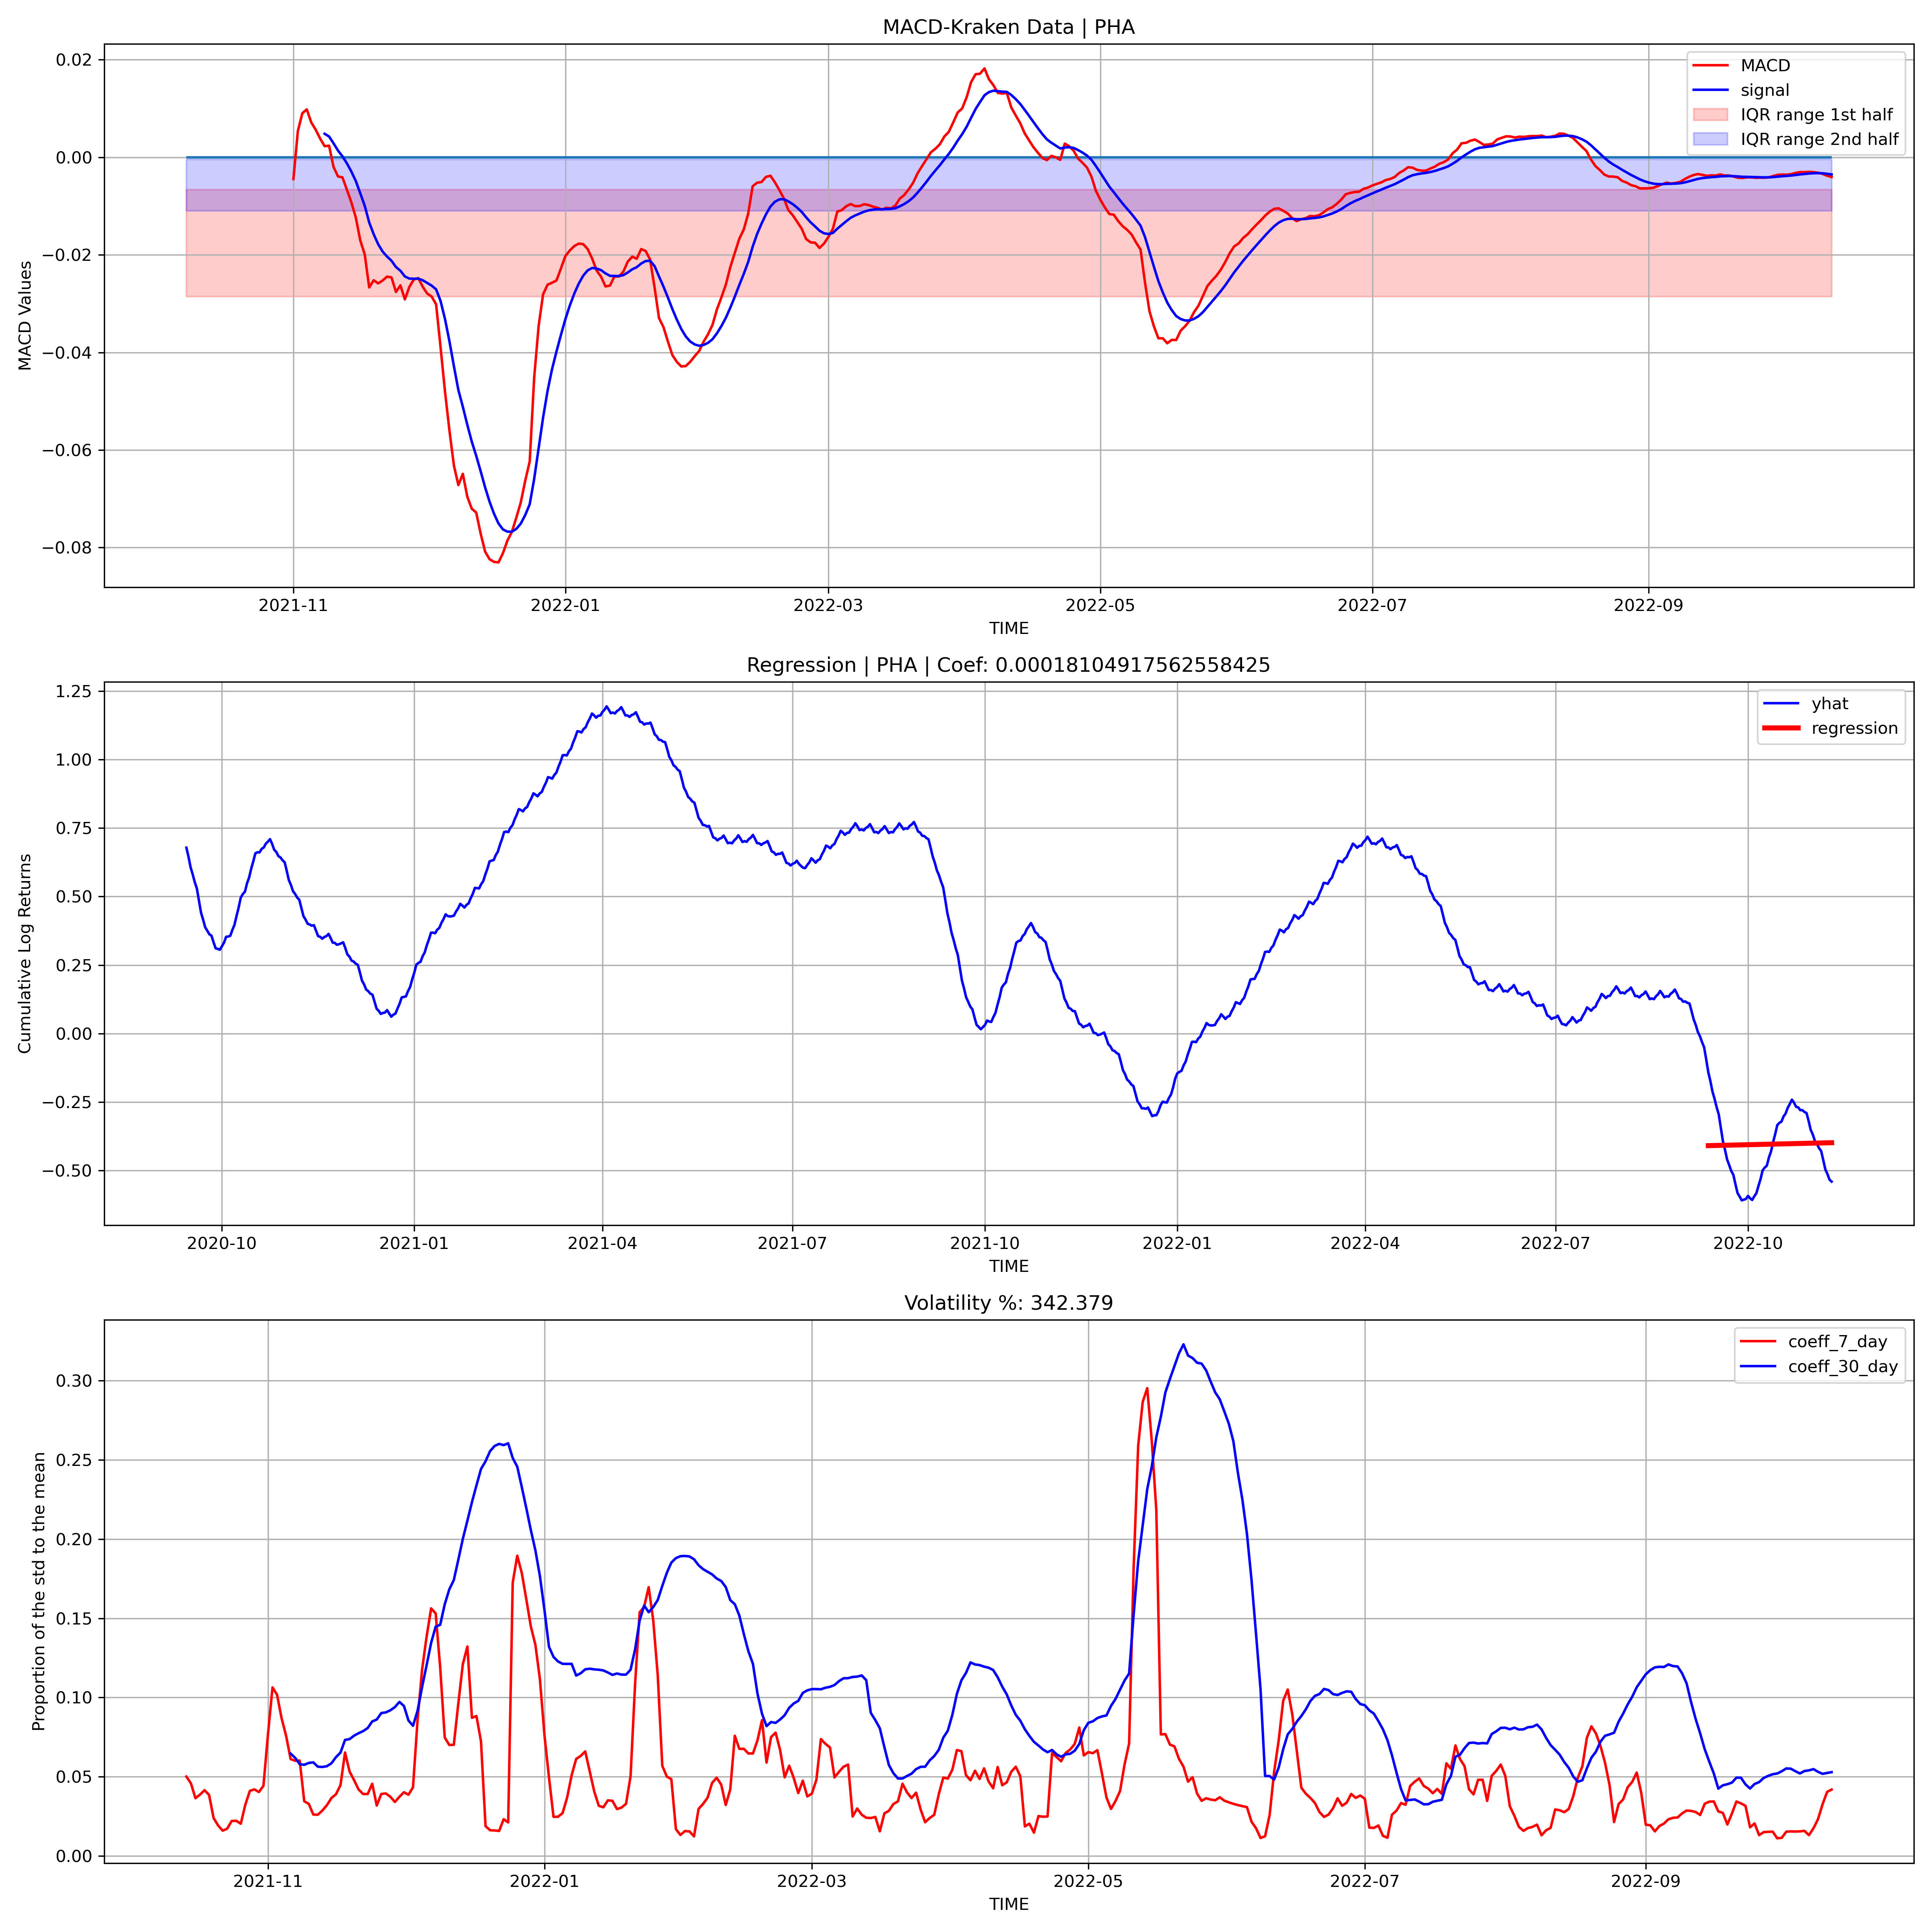 MACD-Kraken Data | PHA
MACD Values
0.02
0.00
−0.02
−0.04
−0.06
−0.08
MACD
signal
IQR range 1st half
IQR range 2nd half
2021-11 2022-01 2022-03 2022-05 2022-07 2022-09
TIME
Regression | PHA | Coef: 0.00018104917562558425
Cumulative Log Returns
1.25
1.00
0.75
0.50
0.25
0.00
−0.25
−0.50
yhat
regression
2020-10 2021-01 2021-04 2021-07 2021-10 2022-01 2022-04 2022-07 2022-10
TIME
Volatility %: 342.379
Proportion of the std to the mean
0.30
0.25
0.20
0.15
0.10
0.05
0.00
coeff_7_day
coeff_30_day
2021-11 2022-01 2022-03 2022-05 2022-07 2022-09
TIME